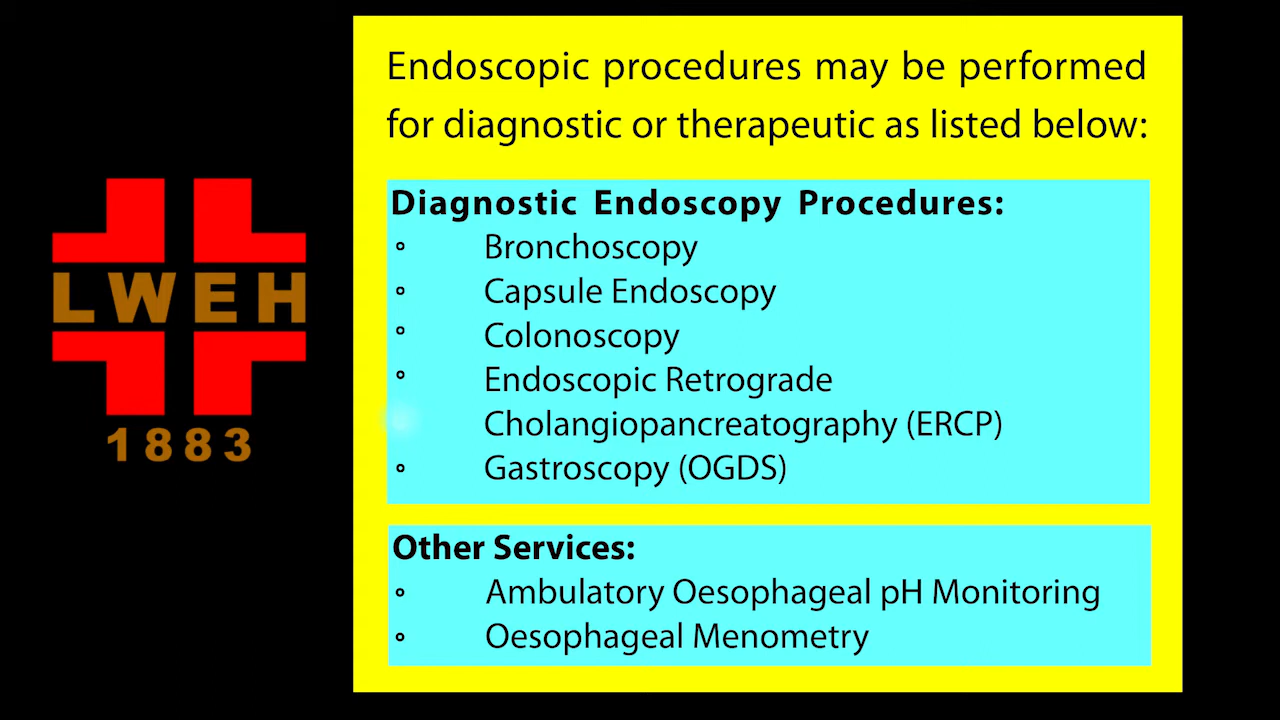 LWEH
1883
Endoscopic procedures may be performed
for diagnostic or therapeutic as listed below:
Diagnostic Endoscopy Procedures:
Bronchoscopy
Capsule Endoscopy
Colonoscopy
Endoscopic Retrograde
Cholangiopancreatography (ERCP)
Gastroscopy (OGDS)
Other Services:
Ambulatory Oesophageal pH Monitoring
Oesophageal Menometry